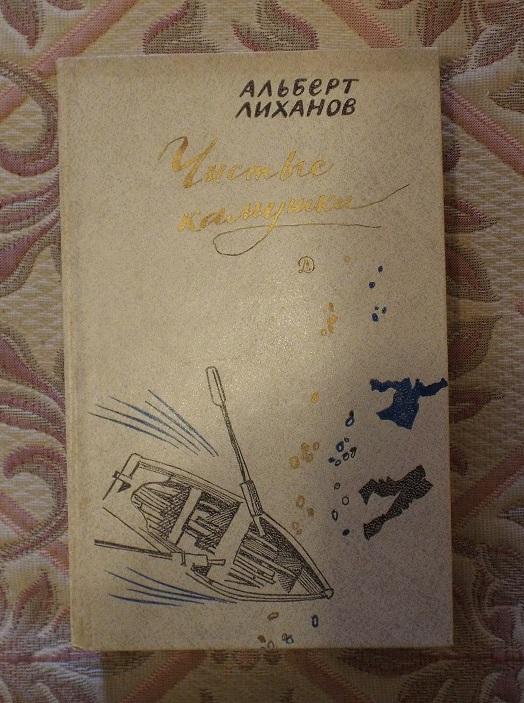 АЛЬБЕРТ
ЛИХАНОВ
Чистые
камушки